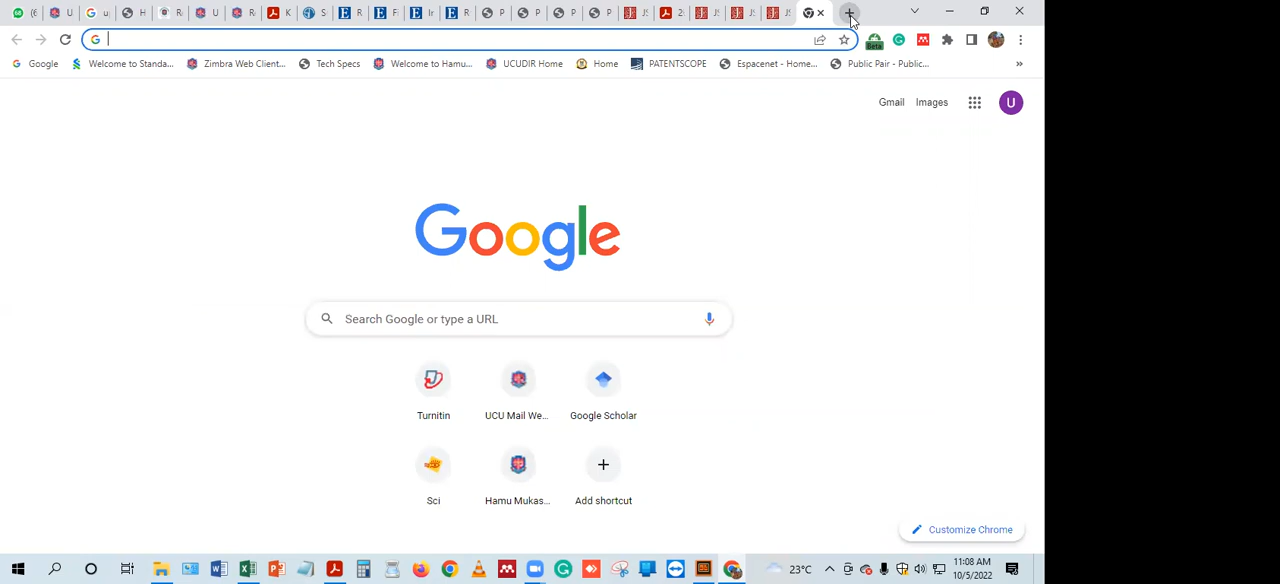 Google
Welcome to Standa...
Zimbra Web Client...
Tech Specs
Welcome to Hamu...
UCUDIR Home
Home
PATENTSCOPE
Espacenet - Home...
Public Pair - Public...
»
Gmail
Images
U
Google
Search Google or type a URL
Turnitin
UCU Mail We...
Google Scholar
Sci
Hamu Mukas...
Add shortcut
Customize Chrome
23°C
11:08 AM
10/5/2022